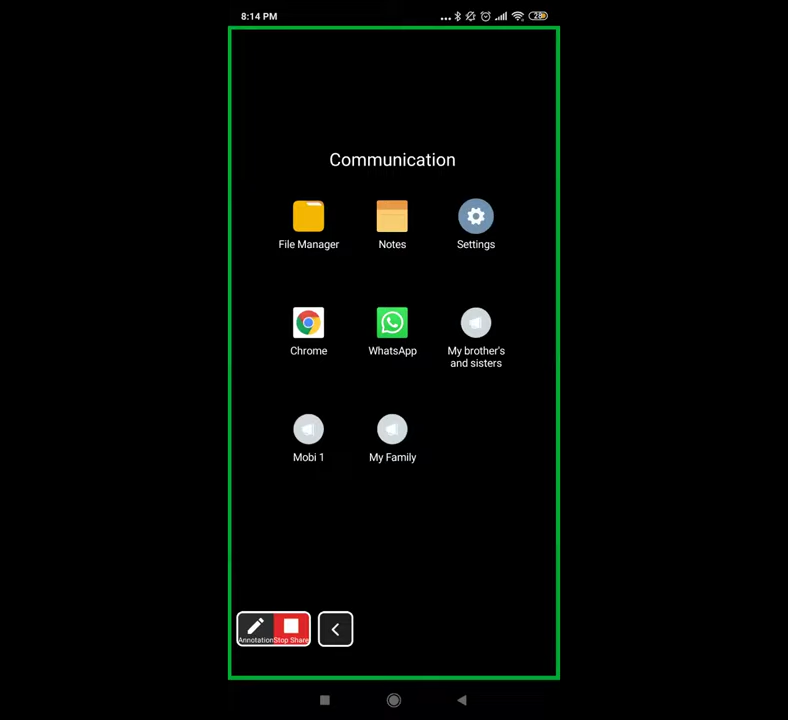 8:14 PM
28
Communication
File Manager
Notes
Settings
Chrome
WhatsApp
My brother's
and sisters
Mobi 1
My Family
Annotation
Stop Share